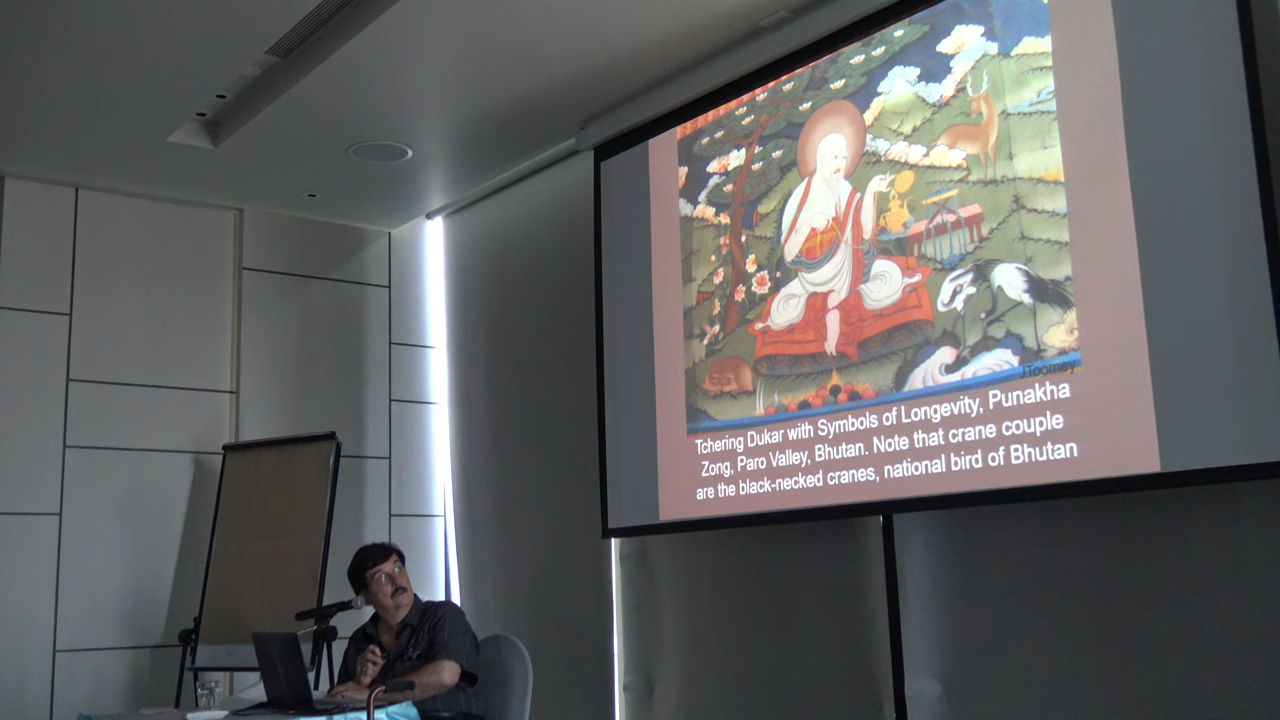 JToomey
Tchering Dukar with Symbols of Longevity, Punakha
Zong, Paro Valley, Bhutan. Note that crane couple
are the black-necked cranes, national bird of Bhutan